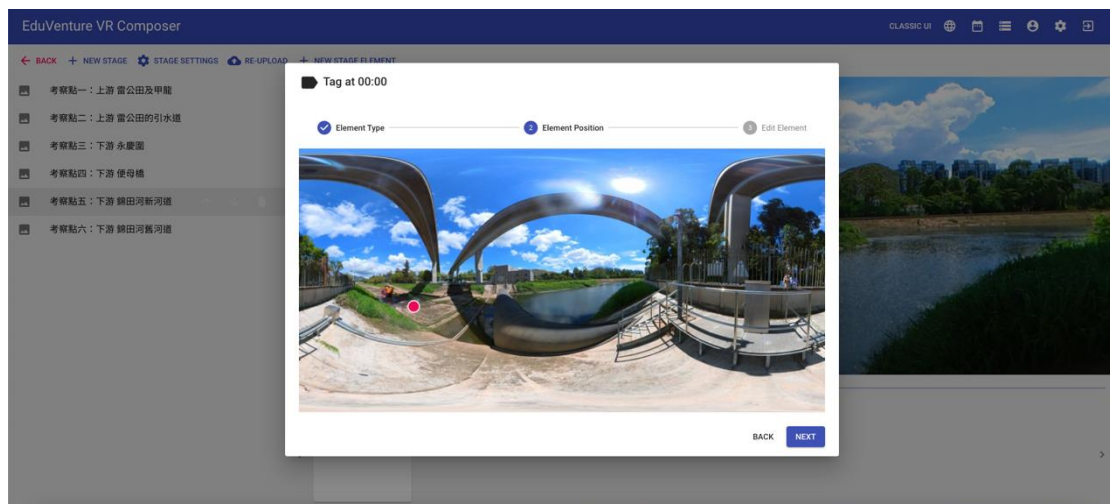 EduVenture VR Composer
CLASSIC UI
BACK NEW STAGE STAGE SETTINGS RE-UPLOAD NEW STAGE ELEMENT
考察點一：上游 雷公田及甲龍
考察點二：上游 雷公田的引水道
考察點三：下游 永慶圍
考察點四：下游 便母橋
考察點五：下游 錦田河新河道
考察點六：下游 錦田河舊河道
Tag at 00:00
Element Type
2 Element Position
3 Edit Element
BACK NEXT